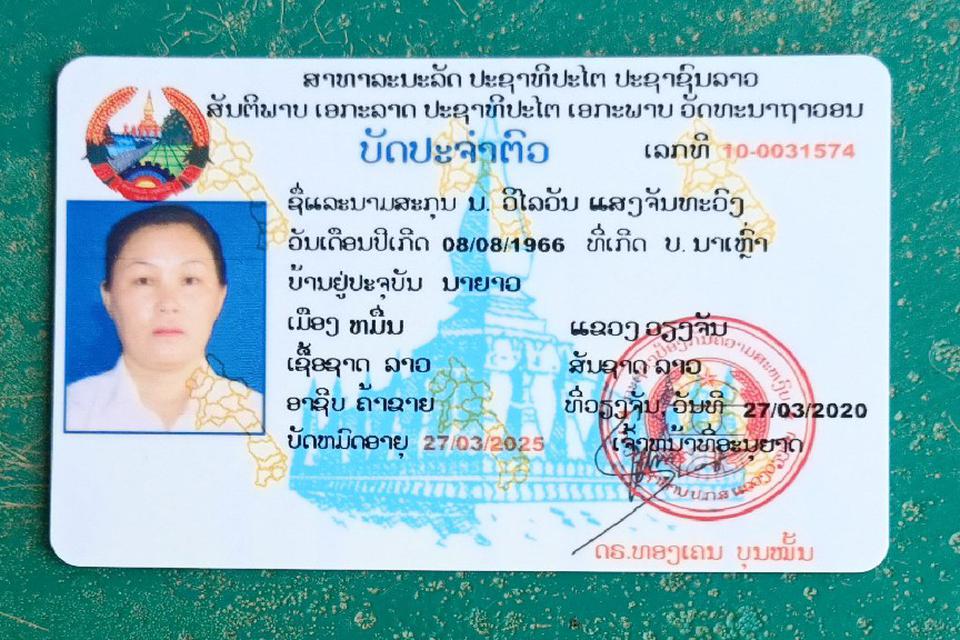 ສາທາລະນະລັດ ປະຊາທິປະໄຕ ປະຊາຊົນລາວ
ສັນຕິພາບ ເອກະລາດ ປະຊາທິປະໄຕ ເອກະພາບ ວັດທະນາຖາວອນ
ບັດປະຈຳຕົວ ເລກທີ 10-0031574
ຊື່ແລະນາມສະກຸນ ນ. ວິໄລວັນ ແສງຈັນທະວົງ
ວັນເດືອນປີເກີດ 08/08/1966 ທີ່ເກີດ ບ. ນາເຫຼົ່າ
ບ້ານຢູ່ປະຈຸບັນ ນາຍາວ
ເມືອງ ຫມື່ນ ແຂວງ ວຽງຈັນ
ເຊື້ອຊາດ ລາວ ສັນຊາດ ລາວ
ອາຊີບ ຄ້າຂາຍ ທີ່ວຽງຈັນ, ວັນທີ 27/03/2020
ບັດຫມົດອາຍຸ 27/03/2025 ເຈົ້າຫນ້າທີ່ອະນຸຍາດ
ດຣ.ທອງເຄນ ບຸນໝັ້ນ